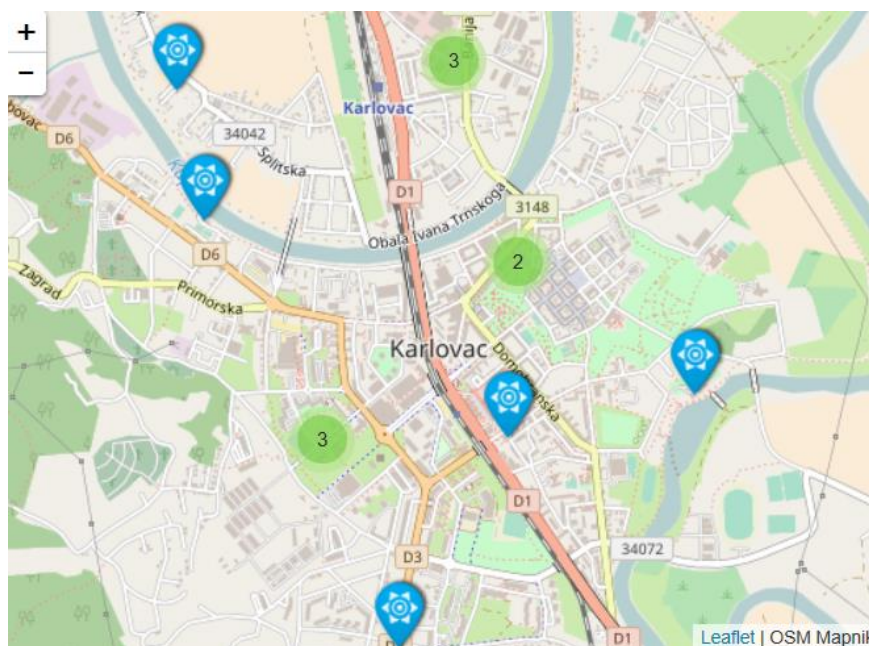 +
−
3
Karlovac
34042
D6
Splitska
D1
3148
Obala Ivana Trnskoga
2
D6
Zagrad
Primorska
Karlovac
3
D1
34072
D3
D1
Leaflet | OSM Mapnik